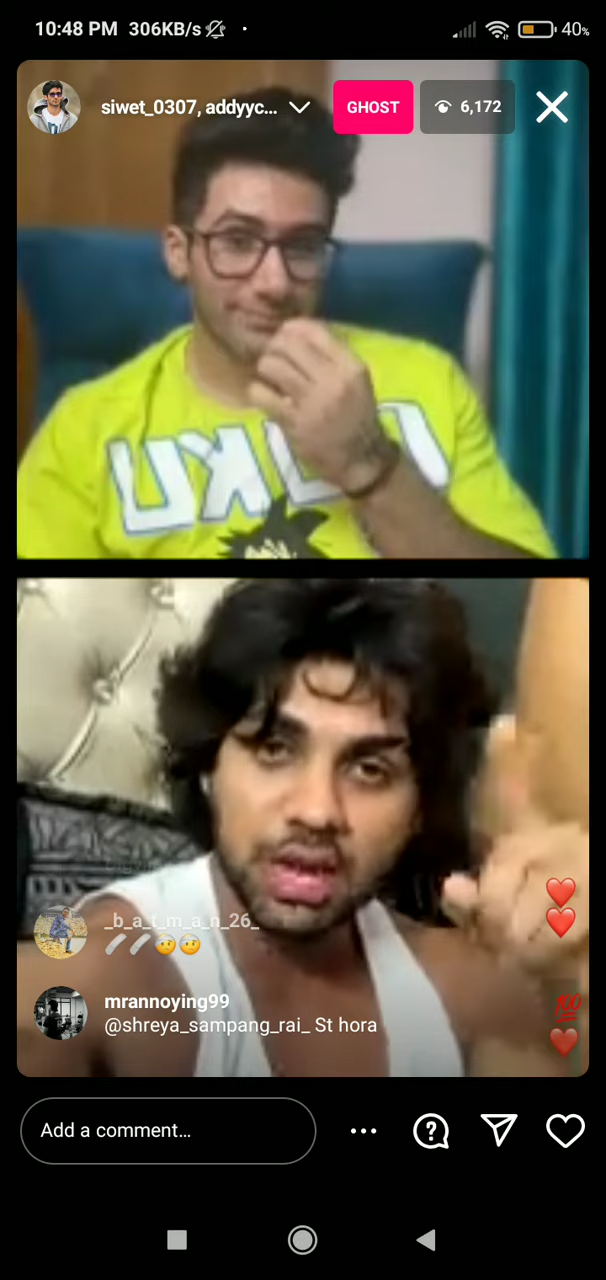 10:48 PM 306KB/s
40%
siwet_0307, addyyc...
GHOST
6,172
_b_a_t_m_a_n_26_
mrannoying99
@shreya_sampang_rai_ St hora
💯
Add a comment...